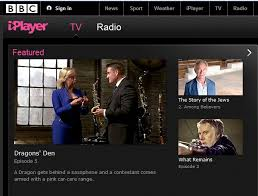 BBC Sign in News Sport Weather iPlayer TV
iPlayer TV Radio
Featured
Dragons' Den
Episode 5
A Dragon gets behind a saxophone and a contestant comes armed with a pink car-care range.
The Story of the Jews
2. Among Believers
What Remains
Episode 3